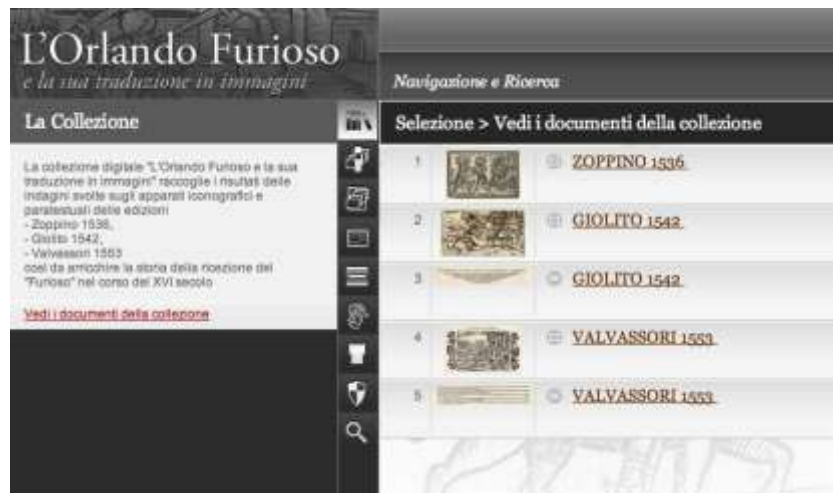 L'Orlando Furioso
e la sua traduzione in immagini
Navigazione e Ricerca
La Collezione
Selezione > Vedi i documenti della collezione
La collezione digitale "L'Orlando Furioso e la sua
traduzione in immagini" raccoglie i risultati delle
indagini svolte sugli apparati iconografici e
paratestuali delle edizioni
- Zoppino 1536,
- Giolito 1542,
- Valvassori 1553
così da arricchire la storia della ricezione del
"Furioso" nel corso del XVI secolo
Vedi i documenti della collezione
1 ZOPPINO 1536
2 GIOLITO 1542
3 GIOLITO 1542
4 VALVASSORI 1553
5 VALVASSORI 1553